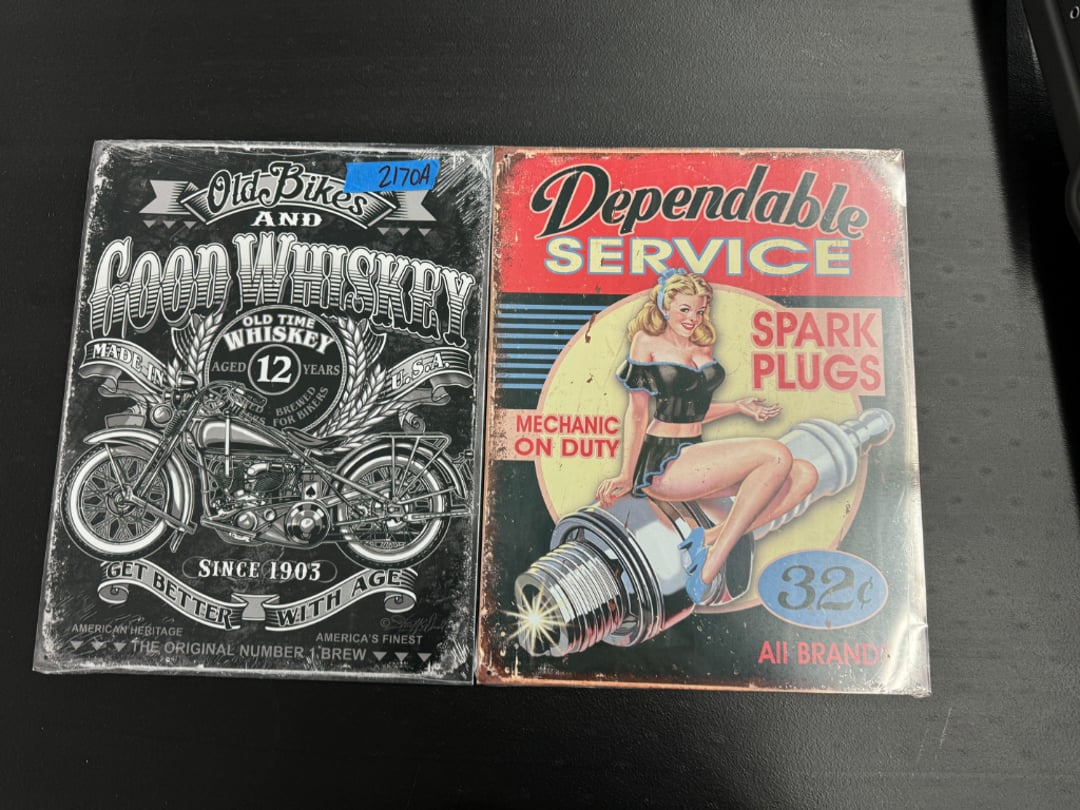 2170A
Old Bikes
AND
GOOD WHISKEY
OLD TIME
WHISKEY
AGED 12 YEARS
BREWED
FOR BIKERS
MADE IN U.S.A.
SINCE 1903
GET BETTER WITH AGE
AMERICAN HERITAGE
AMERICA'S FINEST
THE ORIGINAL NUMBER 1 BREW
Dependable
SERVICE
SPARK
PLUGS
MECHANIC
ON DUTY
32¢
All BRANDS